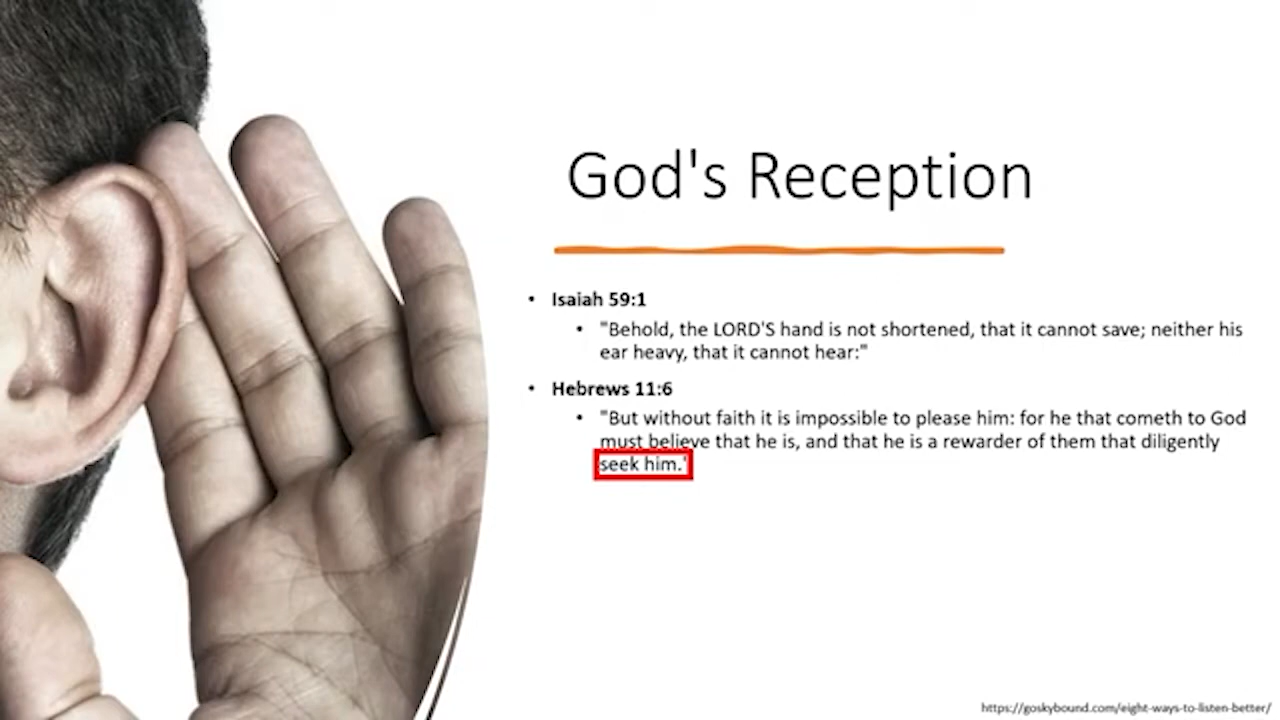 God's Reception
• Isaiah 59:1
• "Behold, the LORD'S hand is not shortened, that it cannot save; neither his
ear heavy, that it cannot hear:"
• Hebrews 11:6
• "But without faith it is impossible to please him: for he that cometh to God
must believe that he is, and that he is a rewarder of them that diligently
seek him."
https://goskybound.com/eight-ways-to-listen-better/